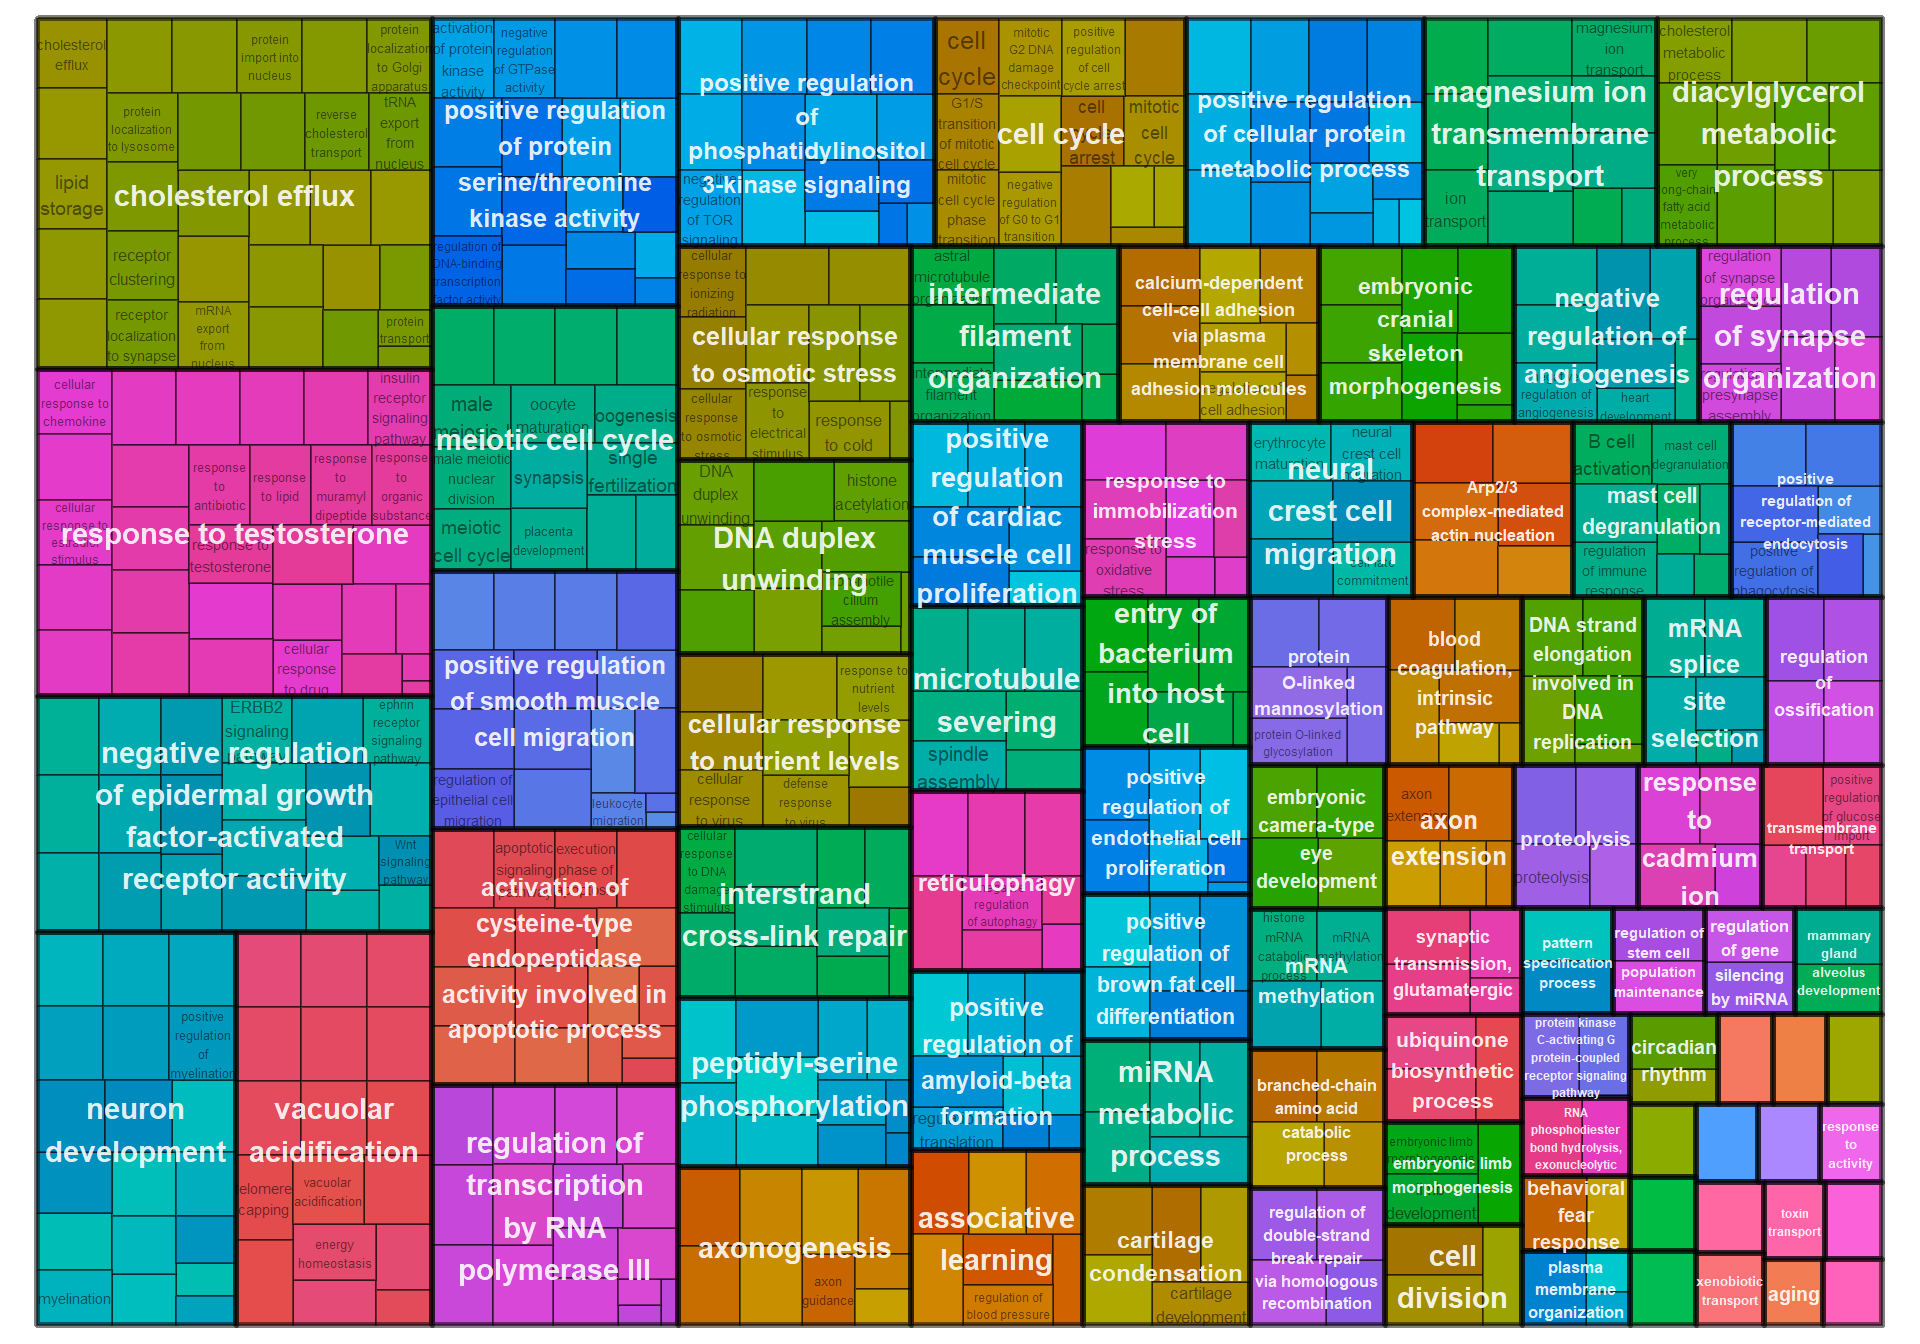 cholesterol
efflux
protein
import into
nucleus
protein
localization
to Golgi
apparatus
protein
localization
to lysosome
reverse
cholesterol
transport
tRNA
export
from
nucleus
lipid
storage
cholesterol efflux
receptor
clustering
receptor
localization
to synapse
mRNA
export
from
nucleus
protein
transport
activation
of protein
kinase
activity
negative
regulation
of GTPase
activity
positive regulation
of protein
serine/threonine
kinase activity
regulation of
DNA-binding
transcription
factor activity
positive regulation
of
phosphatidylinositol
3-kinase signaling
negative
regulation
of TOR
signaling
cell
cycle
mitotic
G2 DNA
damage
checkpoint
positive
regulation
of cell
cycle arrest
G1/S
transition
of mitotic
cell cycle
cell
arrest
mitotic
cell
cycle
cell cycle
mitotic
cell cycle
phase
transition
negative
regulation
of G0 to G1
transition
positive regulation
of cellular protein
metabolic process
magnesium
ion
transport
magnesium ion
transmembrane
transport
ion
transport
cholesterol
metabolic
process
diacylglycerol
metabolic
process
very
long-chain
fatty acid
metabolic
process
cellular
response to
ionizing
radiation
cellular response
to osmotic stress
cellular
response
to osmotic
stress
response
to
electrical
stimulus
response
to cold
astral
microtubule
organization
intermediate
filament
organization
intermediate
filament
organization
calcium-dependent
cell-cell adhesion
via plasma
membrane cell
adhesion molecules
cell adhesion
embryonic
cranial
skeleton
morphogenesis
negative
regulation of
angiogenesis
regulation of
angiogenesis
heart
development
regulation
of synapse
organization
regulation
of synapse
organization
regulation of
presynapse
assembly
cellular
response to
chemokine
insulin
receptor
signaling
pathway
response
to
antibiotic
response
to lipid
response
to
muramyl
dipeptide
response
to
organic
substance
cellular
response to
estradiol
stimulus
response to testosterone
response to
testosterone
cellular
response
to drug
male
meiosis I
oocyte
maturation
oogenesis
meiotic cell cycle
male meiotic
nuclear
division
synapsis
single
fertilization
meiotic
cell cycle
placenta
development
DNA
duplex
unwinding
histone
acetylation
DNA duplex
unwinding
cilium
assembly
positive
regulation
of cardiac
muscle cell
proliferation
response to
immobilization
stress
response to
oxidative
stress
erythrocyte
maturation
neural
crest cell
migration
neural
crest cell
migration
cell fate
commitment
Arp2/3
complex-mediated
actin nucleation
B cell
activation
mast cell
degranulation
mast cell
degranulation
regulation
of immune
response
positive
regulation of
receptor-mediated
endocytosis
positive
regulation of
phagocytosis
positive regulation
of smooth muscle
cell migration
regulation of
epithelial cell
migration
leukocyte
migration
response to
nutrient
levels
cellular response
to nutrient levels
cellular
response
to virus
defense
response
to virus
microtubule
severing
spindle
assembly
entry of
bacterium
into host
cell
protein
O-linked
mannosylation
protein O-linked
glycosylation
blood
coagulation,
intrinsic
pathway
DNA strand
elongation
involved in
DNA
replication
mRNA
splice
site
selection
regulation
of
ossification
ERBB2
signaling
ephrin
receptor
signaling
pathway
negative regulation
of epidermal growth
factor-activated
receptor activity
Wnt
signaling
pathway
apoptotic
signaling
execution
phase of
activation of
cysteine-type
endopeptidase
activity involved in
apoptotic process
cellular
response
to DNA
damage
stimulus
interstrand
cross-link repair
reticulophagy
regulation
of autophagy
positive
regulation of
endothelial cell
proliferation
embryonic
camera-type
eye
development
axon
extension
axon
extension
proteolysis
proteolysis
response
to
cadmium
ion
positive
regulation
of glucose
import
transmembrane
transport
positive
regulation of
brown fat cell
differentiation
histone
mRNA
catabolic
process
mRNA
methylation
mRNA
methylation
synaptic
transmission,
glutamatergic
pattern
specification
process
regulation of
stem cell
population
maintenance
regulation
of gene
silencing
by miRNA
mammary
gland
alveolus
development
positive
regulation
of
myelination
neuron
development
myelination
vacuolar
acidification
telomere
capping
vacuolar
acidification
energy
homeostasis
regulation of
transcription
by RNA
polymerase III
peptidyl-serine
phosphorylation
positive
regulation of
amyloid-beta
formation
regulation of
translation
miRNA
metabolic
process
branched-chain
amino acid
catabolic
process
ubiquinone
biosynthetic
process
protein kinase
C-activating G
protein-coupled
receptor signaling
pathway
circadian
rhythm
RNA
phosphodiester
bond hydrolysis,
exonucleolytic
response
to
activity
axonogenesis
axon
guidance
associative
learning
regulation of
blood pressure
cartilage
condensation
cartilage
development
regulation of
double-strand
break repair
via homologous
recombination
embryonic limb
morphogenesis
embryonic limb
morphogenesis
development
cell
division
behavioral
fear
response
plasma
membrane
organization
toxin
transport
xenobiotic
transport
aging